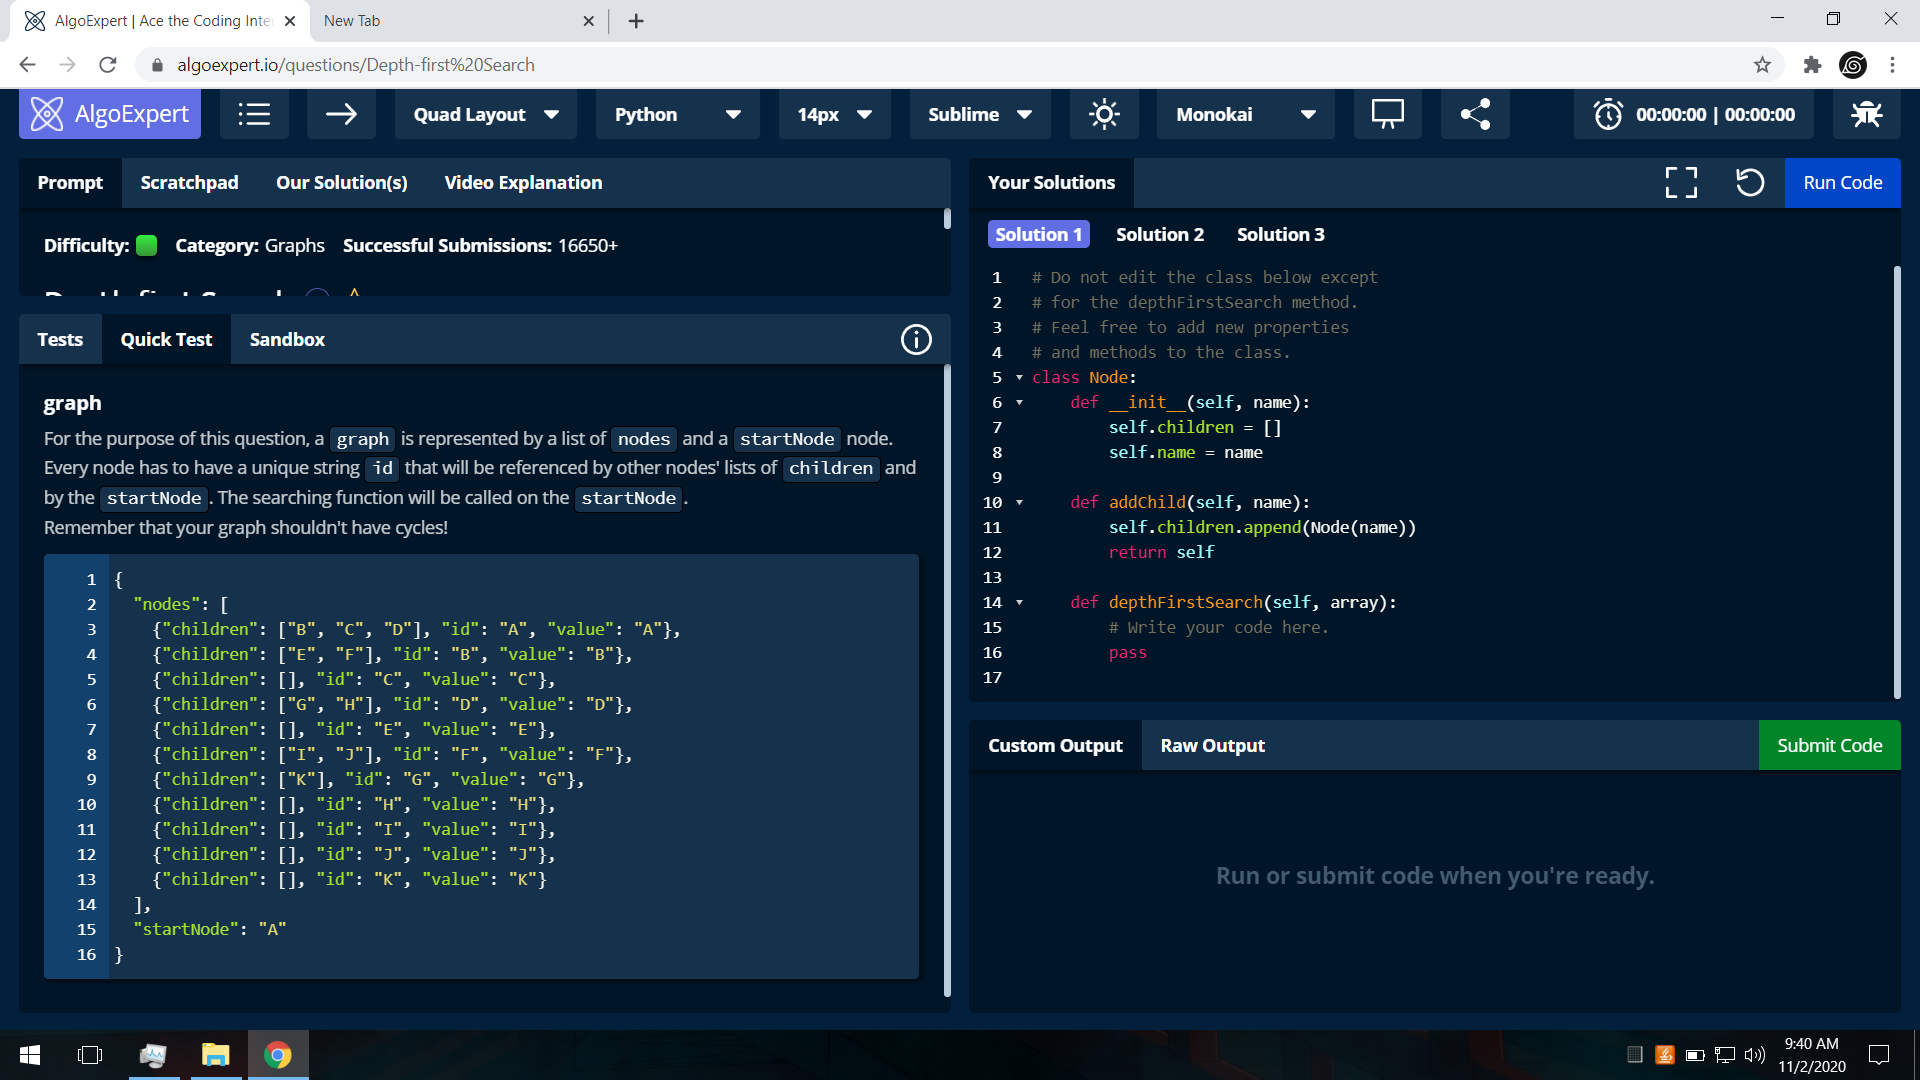 AlgoExpert | Ace the Coding Inte
New Tab
algoexpert.io/questions/Depth-first%20Search
AlgoExpert
Quad Layout
Python
14px
Sublime
Monokai
00:00:00 | 00:00:00
Prompt
Scratchpad
Our Solution(s)
Video Explanation
Difficulty:
Category: Graphs
Successful Submissions: 16650+
Depth-first Search
Tests
Quick Test
Sandbox
graph
For the purpose of this question, a graph is represented by a list of nodes and a startNode node.
Every node has to have a unique string id that will be referenced by other nodes' lists of children and
by the startNode. The searching function will be called on the startNode.
Remember that your graph shouldn't have cycles!
1 {
2 "nodes": [
3 {"children": ["B", "C", "D"], "id": "A", "value": "A"},
4 {"children": ["E", "F"], "id": "B", "value": "B"},
5 {"children": [], "id": "C", "value": "C"},
6 {"children": ["G", "H"], "id": "D", "value": "D"},
7 {"children": [], "id": "E", "value": "E"},
8 {"children": ["I", "J"], "id": "F", "value": "F"},
9 {"children": ["K"], "id": "G", "value": "G"},
10 {"children": [], "id": "H", "value": "H"},
11 {"children": [], "id": "I", "value": "I"},
12 {"children": [], "id": "J", "value": "J"},
13 {"children": [], "id": "K", "value": "K"}
14 ],
15 "startNode": "A"
16 }
Your Solutions
Run Code
Solution 1
Solution 2
Solution 3
1 # Do not edit the class below except
2 # for the depthFirstSearch method.
3 # Feel free to add new properties
4 # and methods to the class.
5 class Node:
6 def __init__(self, name):
7 self.children = []
8 self.name = name
9
10 def addChild(self, name):
11 self.children.append(Node(name))
12 return self
13
14 def depthFirstSearch(self, array):
15 # Write your code here.
16 pass
17
Custom Output
Raw Output
Submit Code
Run or submit code when you're ready.
9:40 AM
11/2/2020